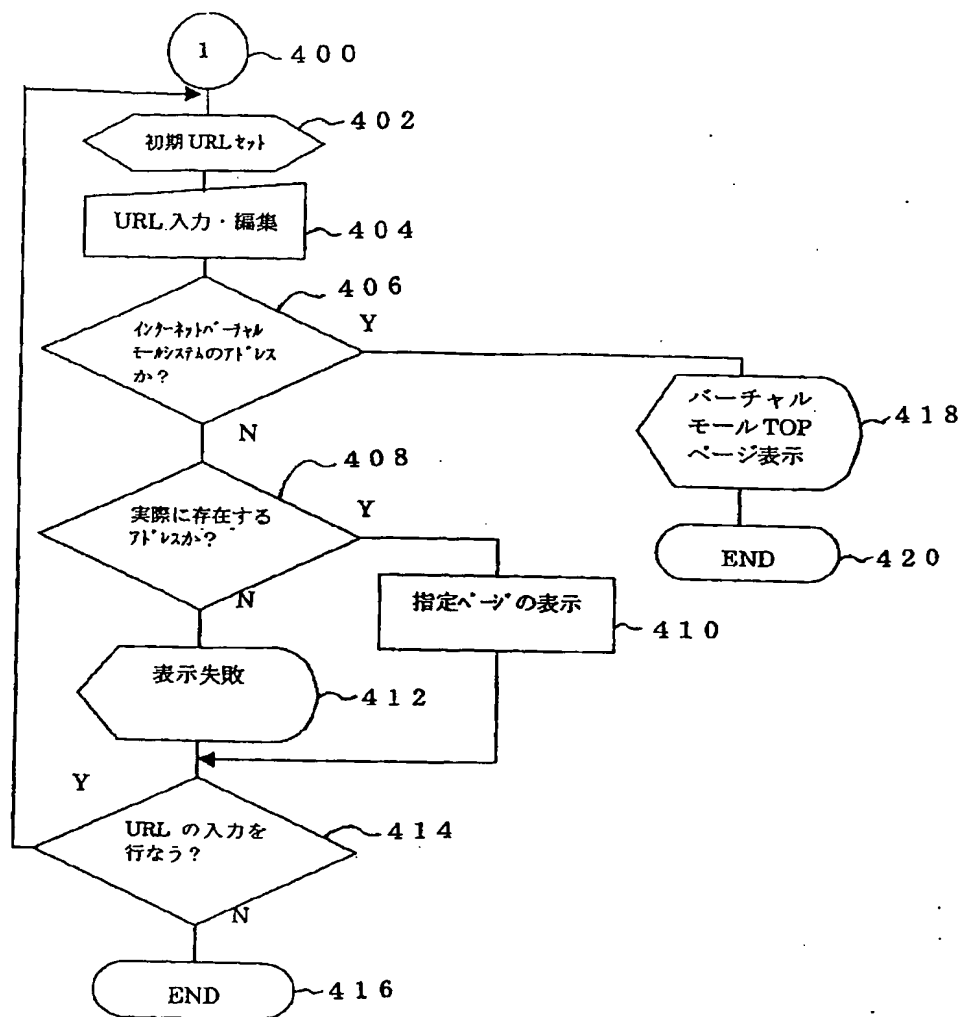 1
400
402
初期URLセット
URL入力・編集
404
406
インターネットバーチャル
モールシステムのアドレス
か？
Y
N
バーチャル
モールTOP
ページ表示
418
408
実際に存在する
アドレスか？
Y
N
END
420
指定ページの表示
410
表示失敗
412
Y
URLの入力を
行なう？
414
N
END
416